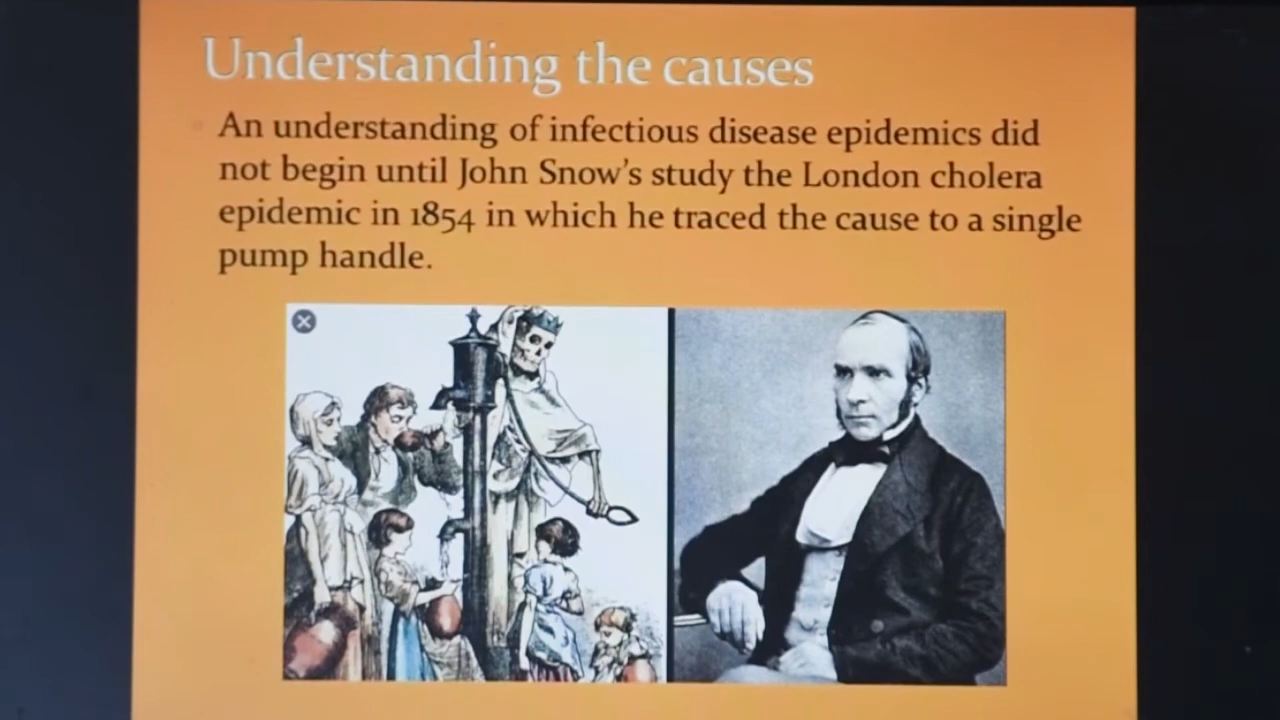 Understanding the causes
An understanding of infectious disease epidemics did
not begin until John Snow's study the London cholera
epidemic in 1854 in which he traced the cause to a single
pump handle.